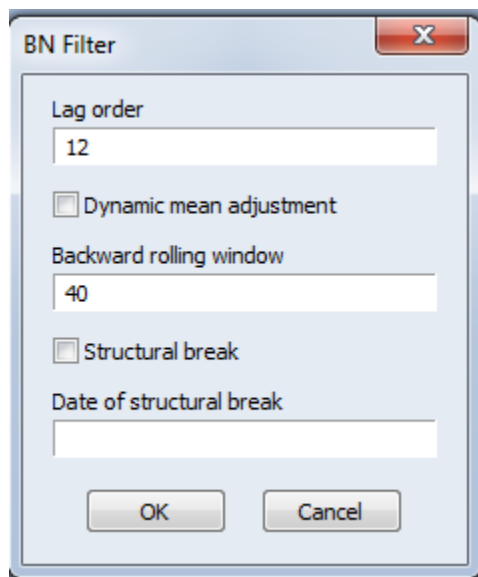 BN Filter
Lag order
12
Dynamic mean adjustment
Backward rolling window
40
Structural break
Date of structural break
OK Cancel